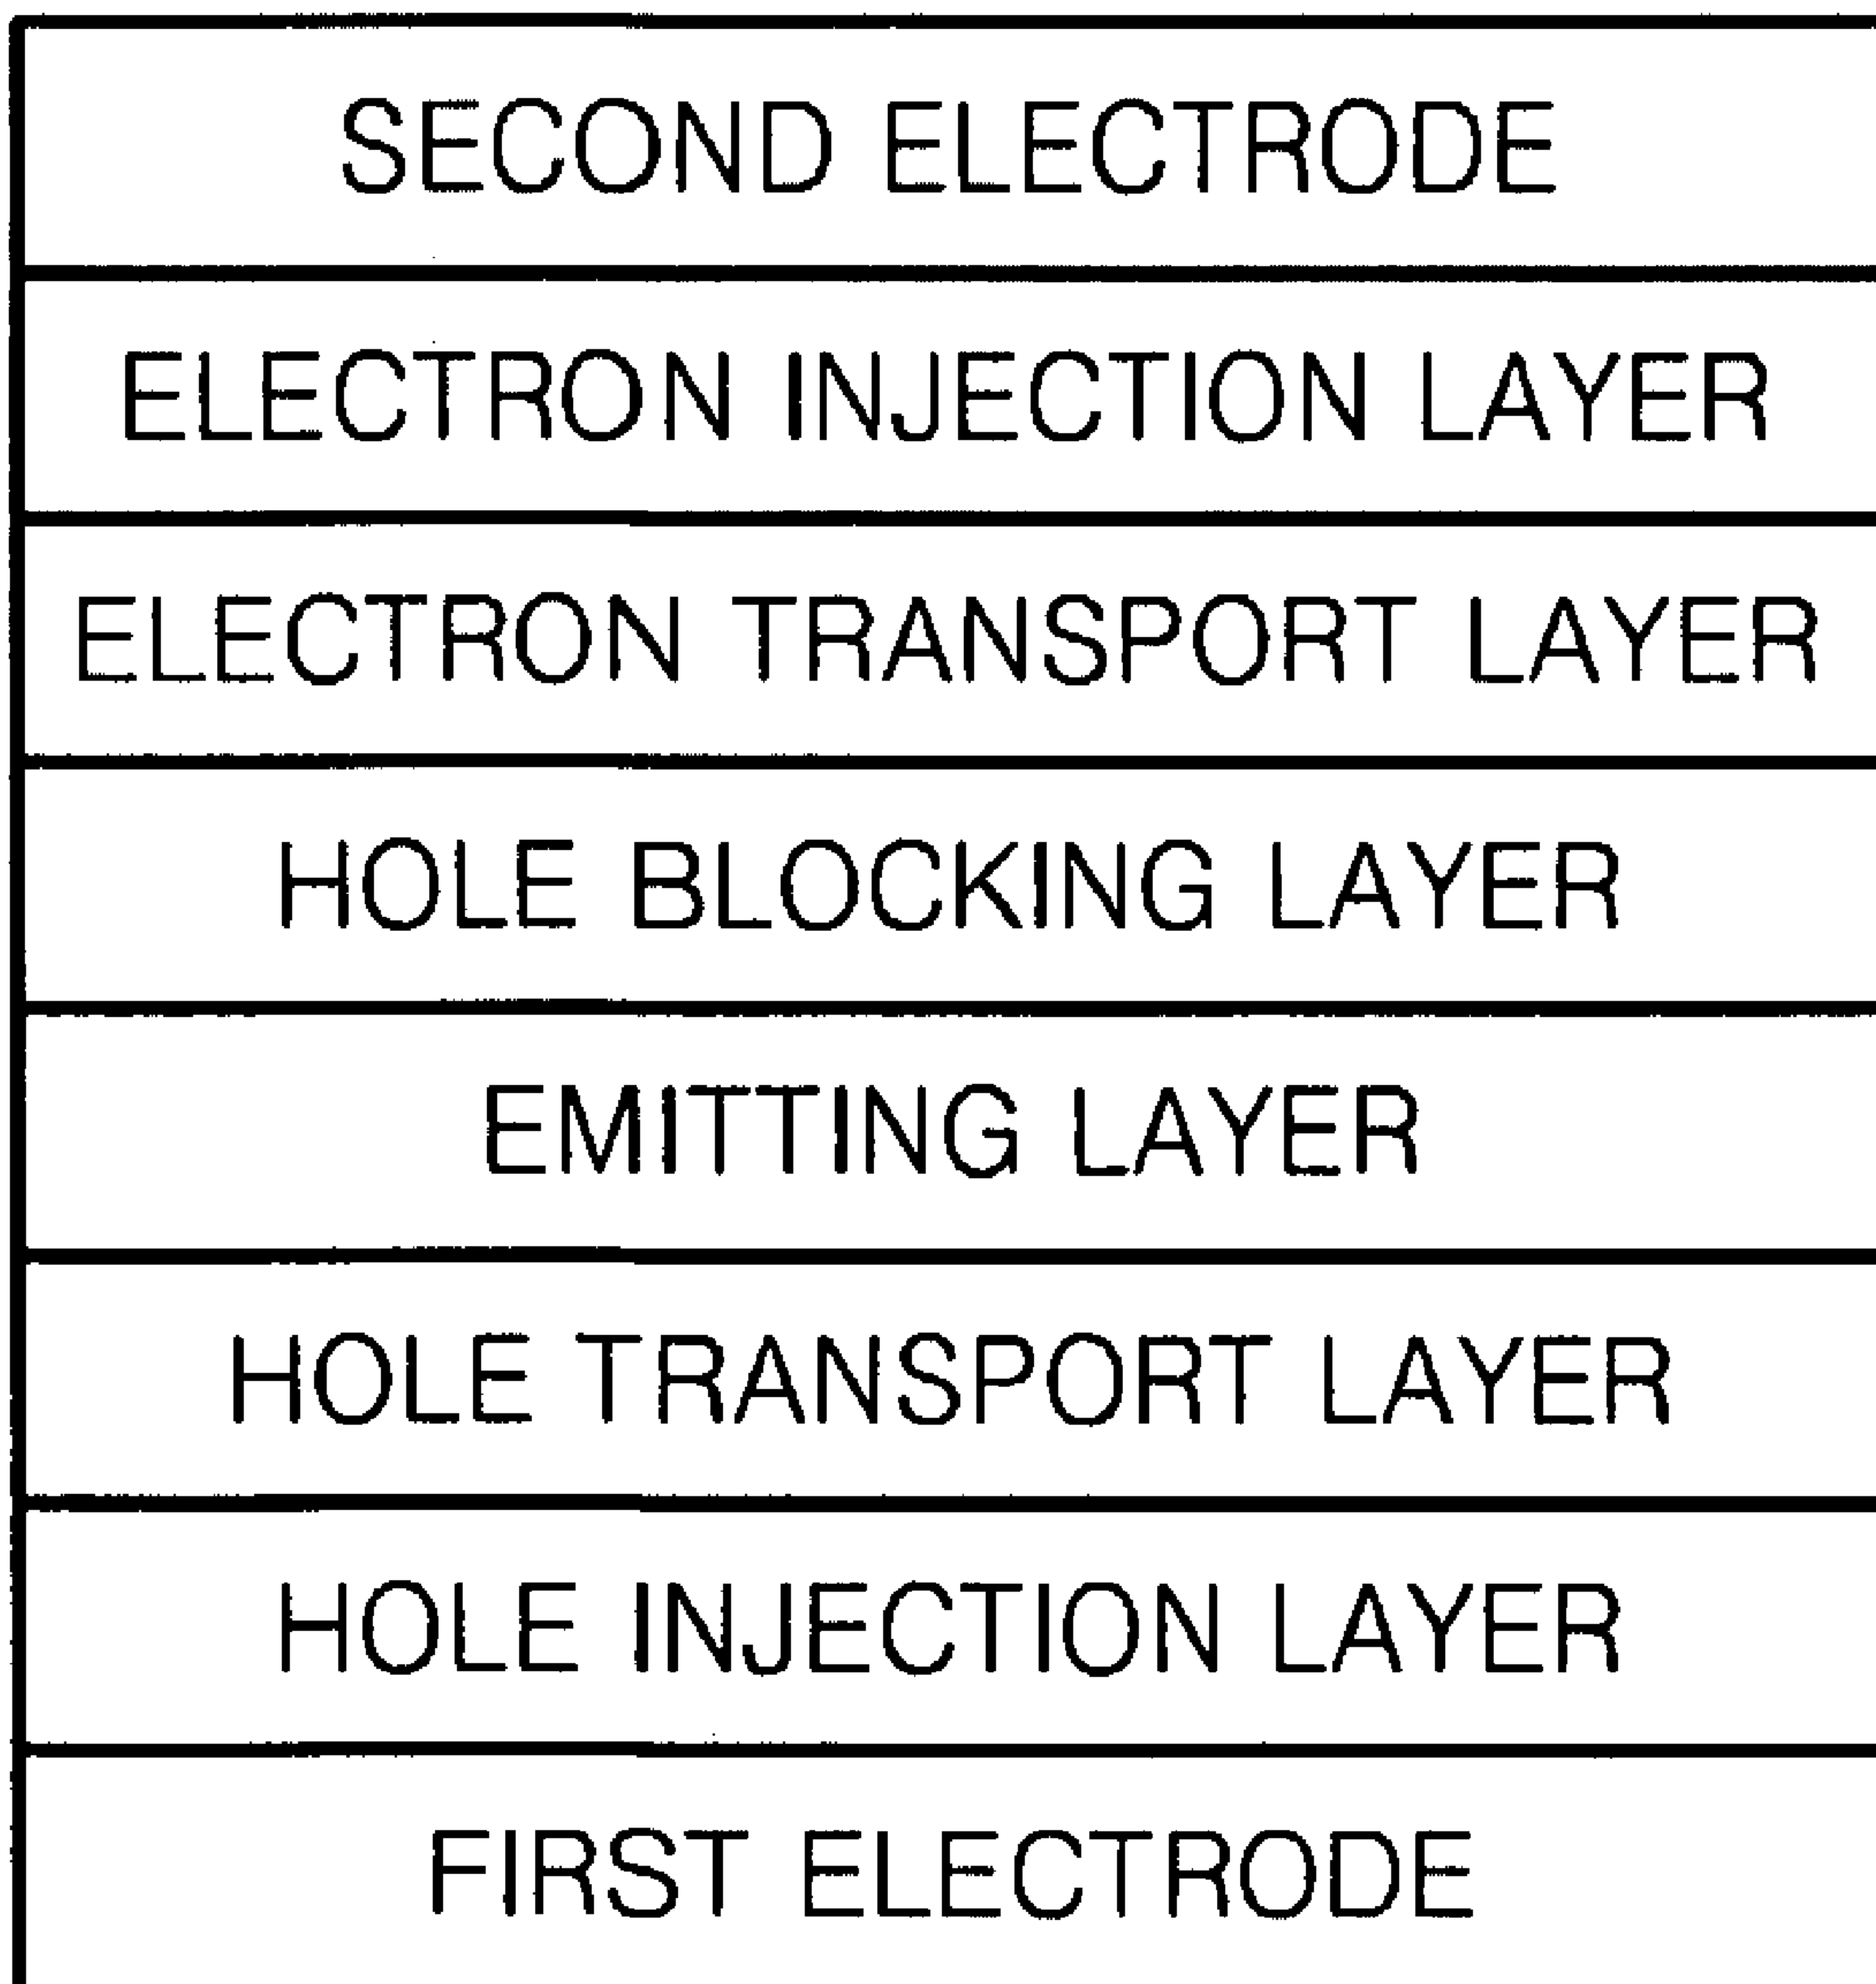 SECOND ELECTRODE
ELECTRON INJECTION LAYER
ELECTRON TRANSPORT LAYER
HOLE BLOCKING LAYER
EMITTING LAYER
HOLE TRANSPORT LAYER
HOLE INJECTION LAYER
FIRST ELECTRODE